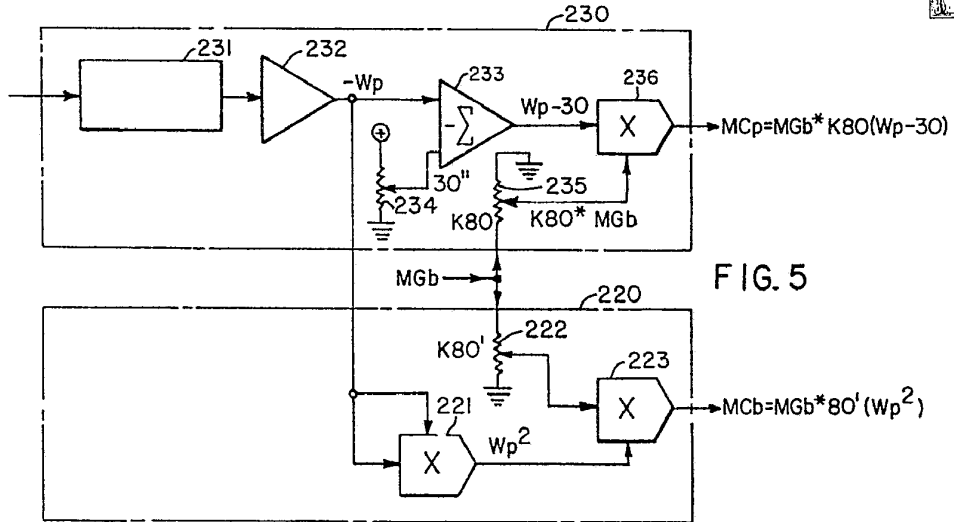 230
231
232
-Wp
233
Wp-30
236
-Σ
X
MCp=MGb* K80(Wp-30)
+
30"
234
235
K80
K80* MGb
MGb
FIG. 5
220
K80'
222
223
X
MCb=MGb*80'(Wp²)
221
X
Wp²